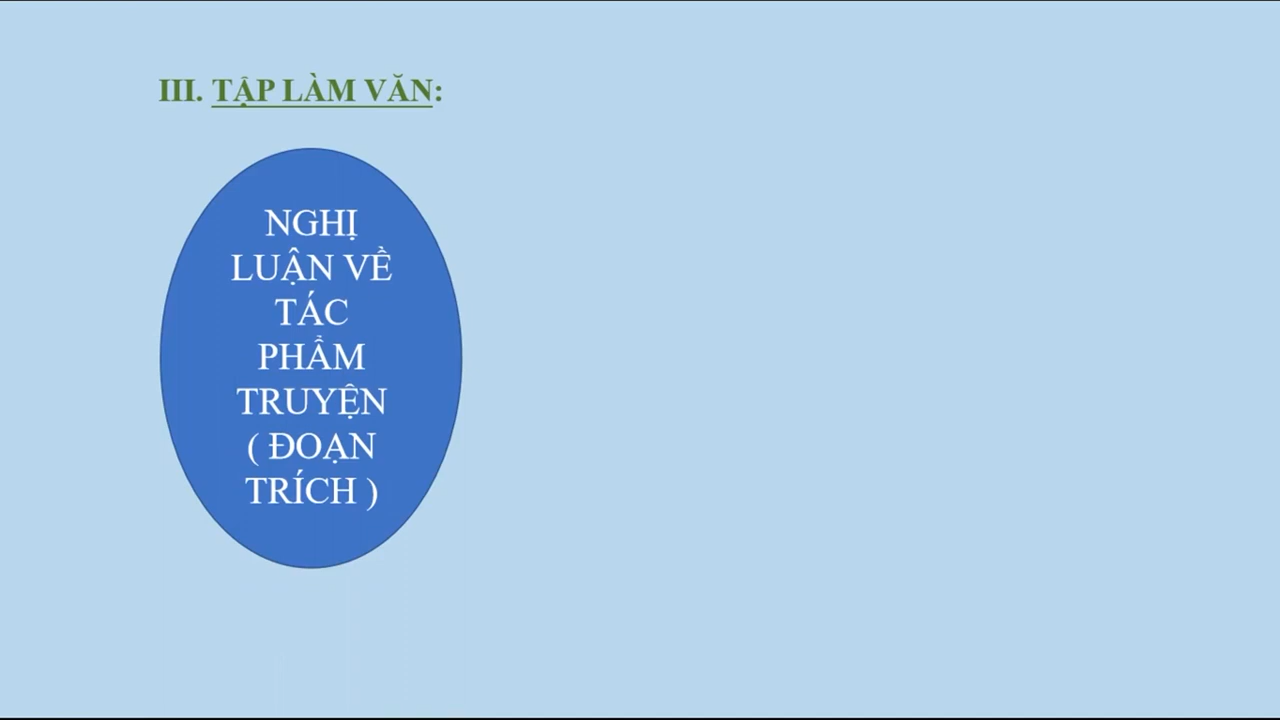 III. TẬP LÀM VĂN:
NGHỊ
LUẬN VỀ
TÁC
PHẨM
TRUYỆN
( ĐOẠN
TRÍCH )